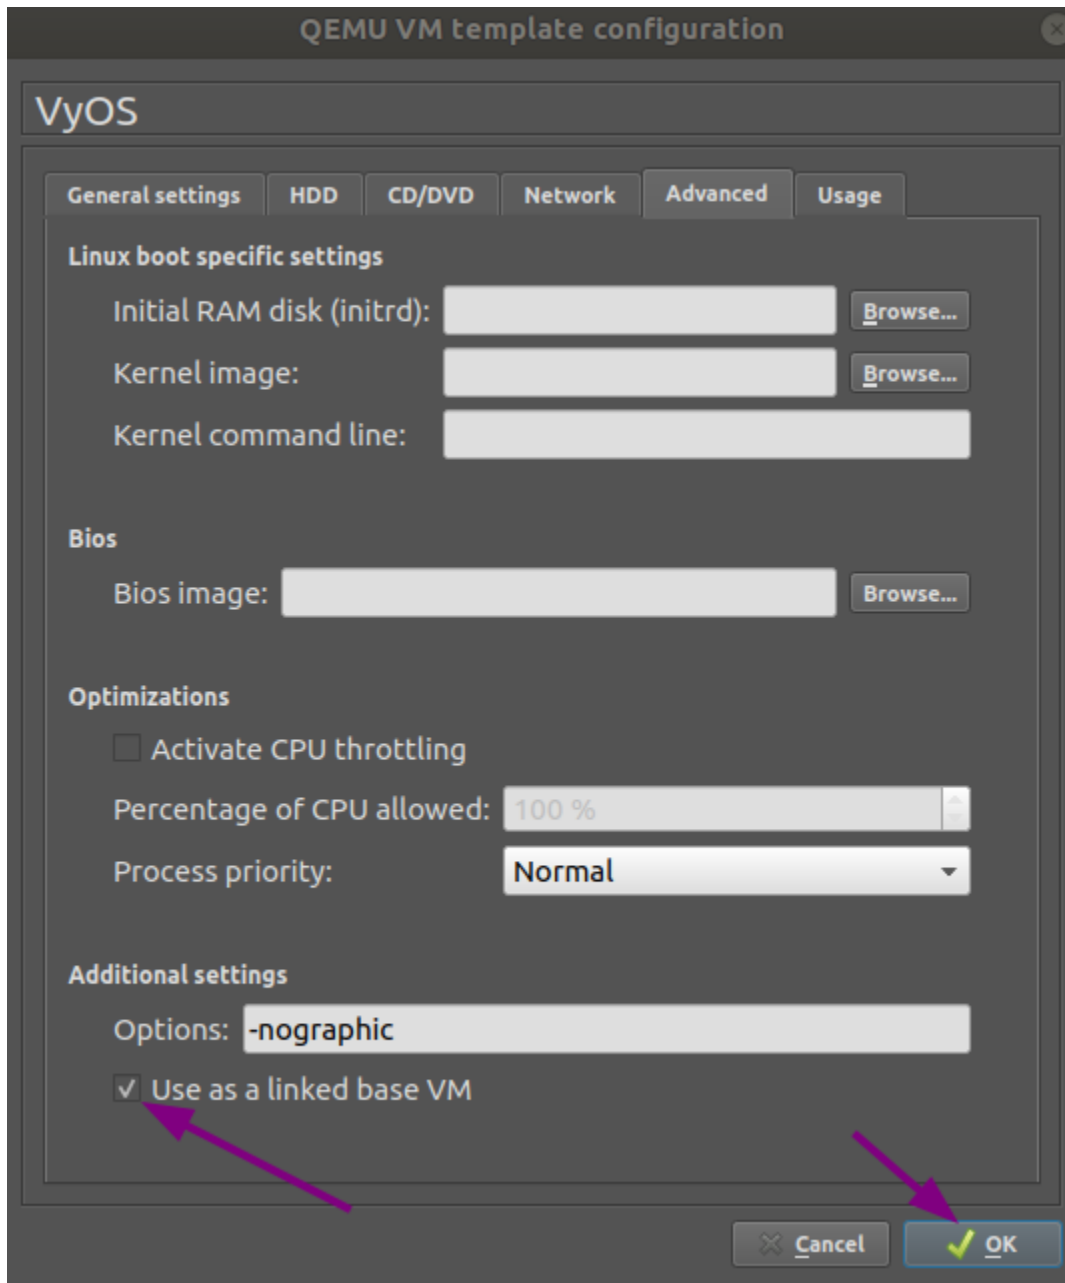 QEMU VM template configuration
VyOS
General settings HDD CD/DVD Network Advanced Usage
Linux boot specific settings
Initial RAM disk (initrd): Browse...
Kernel image: Browse...
Kernel command line:
Bios
Bios image: Browse...
Optimizations
Activate CPU throttling
Percentage of CPU allowed: 100 %
Process priority: Normal
Additional settings
Options: -nographic
Use as a linked base VM
Cancel OK